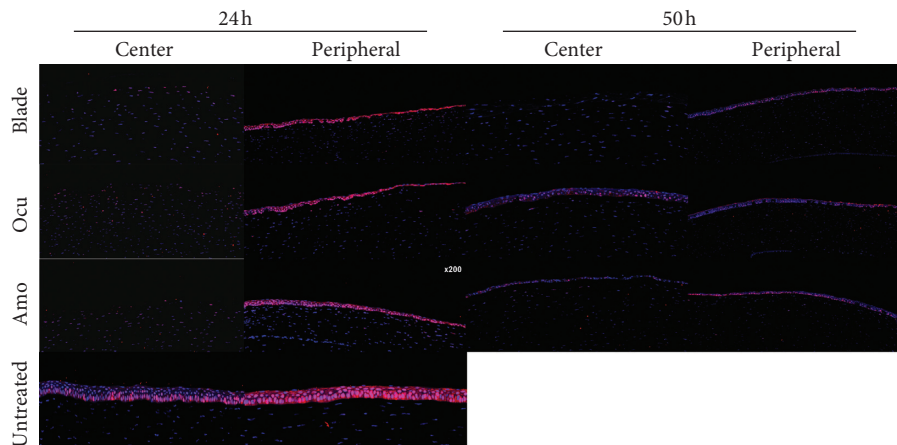 24 h 50 h
Center Peripheral Center Peripheral
Blade
Ocu
x200
Amo
Untreated